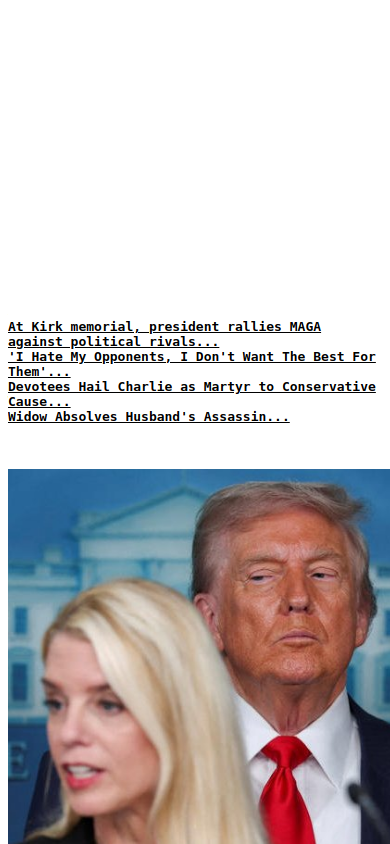 At Kirk memorial, president rallies MAGA
against political rivals...
'I Hate My Opponents, I Don't Want The Best For
Them'...
Devotees Hail Charlie as Martyr to Conservative
Cause...
Widow Absolves Husband's Assassin...